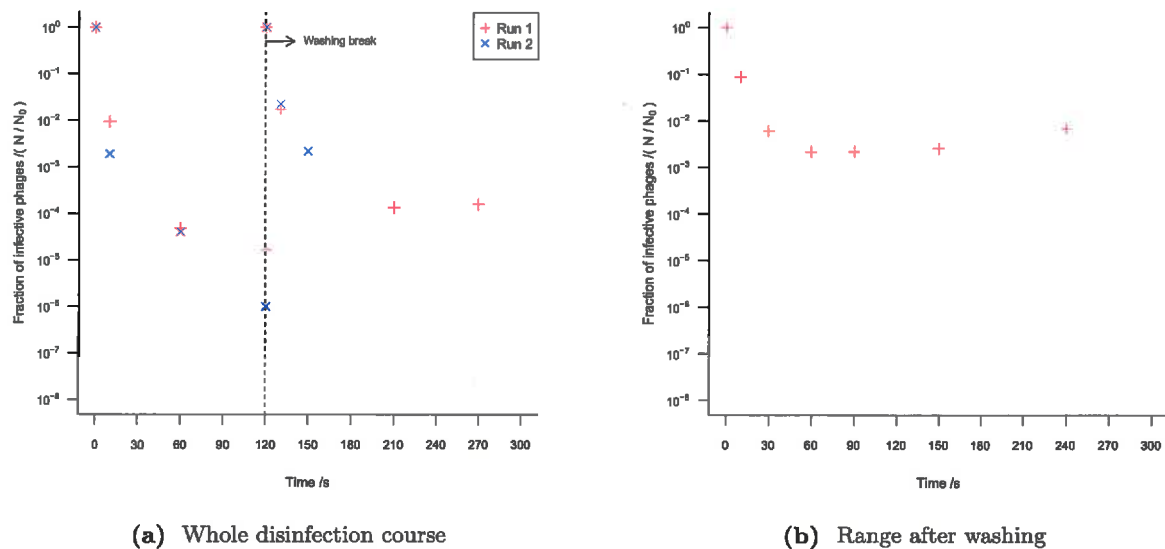 Fraction of infective phages /( N / N₀ )
10⁰
10⁻¹
10⁻²
10⁻³
10⁻⁴
10⁻⁵
10⁻⁶
10⁻⁷
10⁻⁸
Washing break
Run 1
Run 2
0 30 60 90 120 150 180 210 240 270 300
Time /s
(a) Whole disinfection course
Fraction of infective phages /( N / N₀ )
10⁰
10⁻¹
10⁻²
10⁻³
10⁻⁴
10⁻⁵
10⁻⁶
10⁻⁷
10⁻⁸
0 30 60 90 120 150 180 210 240 270 300
Time /s
(b) Range after washing